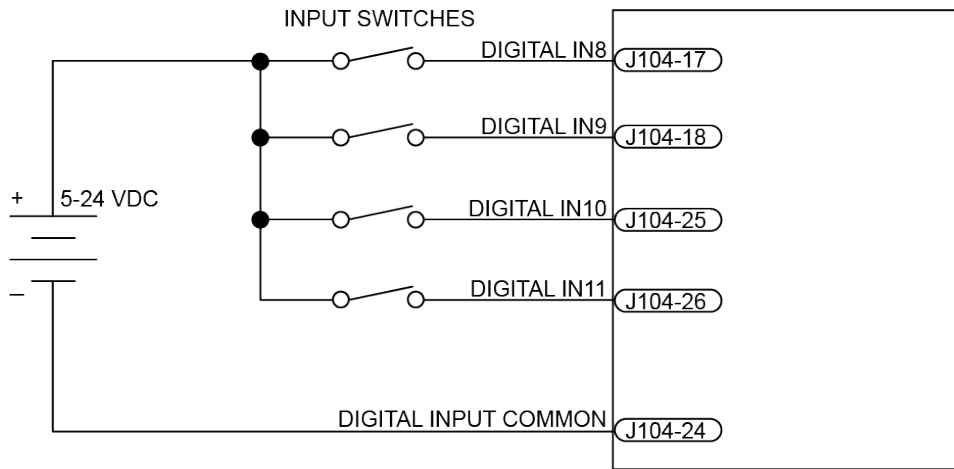 INPUT SWITCHES
DIGITAL IN8
J104-17
DIGITAL IN9
J104-18
+
5-24 VDC
DIGITAL IN10
J104-25
–
DIGITAL IN11
J104-26
DIGITAL INPUT COMMON
J104-24